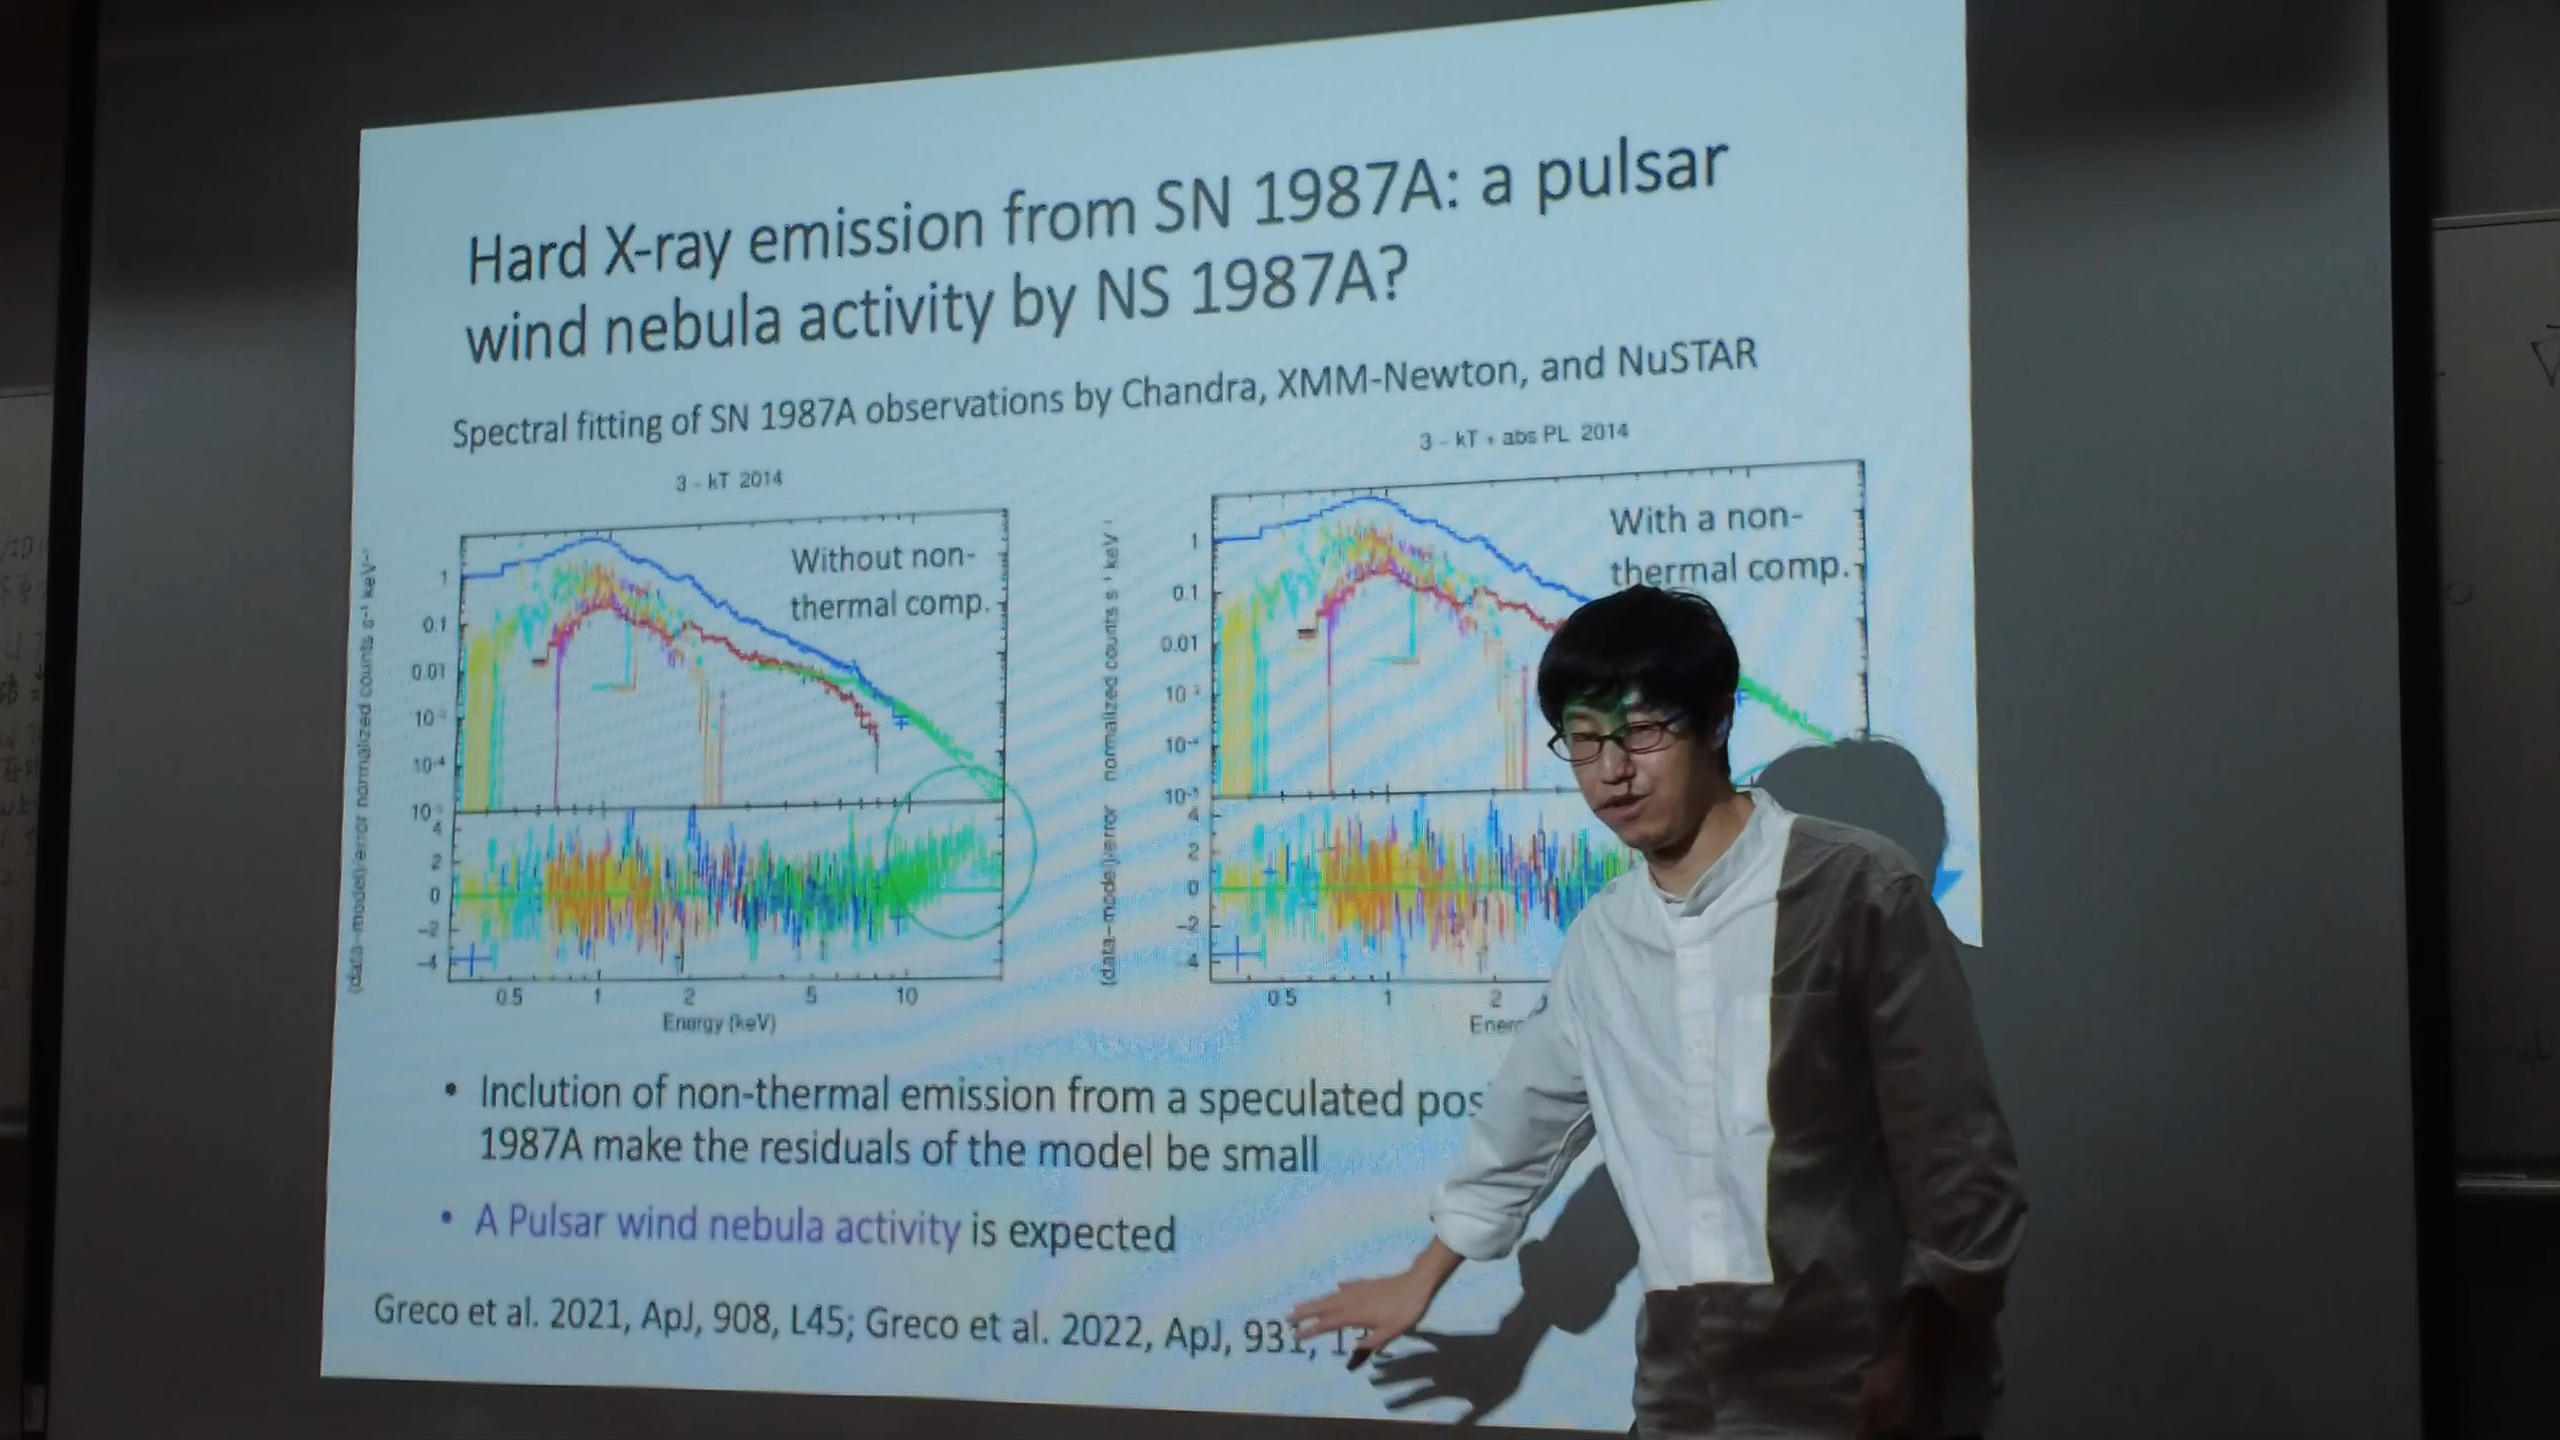 Hard X-ray emission from SN 1987A: a pulsar
wind nebula activity by NS 1987A?
Spectral fitting of SN 1987A observations by Chandra, XMM-Newton, and NuSTAR
3 - kT 2014
Without non-
thermal comp.
normalized counts s⁻¹ keV⁻¹
1
0.1
0.01
10⁻⁴
(data-model)/error
4
2
0
-2
-4
0.5 1 2 5 10
Energy (keV)
3 - kT + abs PL 2014
With a non-
thermal comp.
normalized counts s⁻¹ keV⁻¹
1
0.1
0.01
10⁻³
10⁻⁴
10⁻⁵
(data-model)/error
4
2
0
-2
4
0.5 1 2
• Inclution of non-thermal emission from a speculated
1987A make the residuals of the model be small
• A Pulsar wind nebula activity is expected
Greco et al. 2021, ApJ, 908, L45; Greco et al. 2022, ApJ, 931,